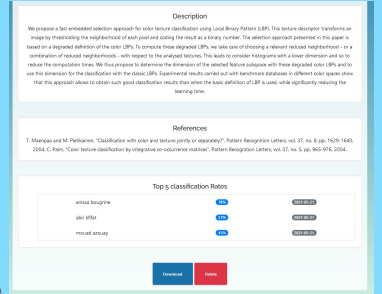 Description
We propose a fast embedded selection approach for color texture classification using Local Binary Pattern (LBP). This texture descriptor transforms an
image by thresholding the neighborhood of each pixel and coding the result as a binary number. The selection approach presented in this paper is
based on a degraded definition of the color LBPs. To compute these degraded LBPs, we take care of choosing a relevant reduced neighborhood - or a
combination of reduced neighborhoods - with respect to the analysed textures. This leads to consider histograms with a lower dimension and so to
reduce the computation times. We thus propose to determine the dimension of the selected feature subspace with these degraded color LBPs and to
use this dimension for the classification with the classic LBPs. Experimental results carried out with benchmark databases in different color spaces show
that this approach allows to obtain such good classification results than when the basic definition of LBP is used, while significantly reducing the
learning time.
References
T. Maenpaa and M. Pietikainen, "Classification with color and texture: jointly or separately?", Pattern Recognition Letters, vol. 37, no. 8, pp. 1629-1640,
2004. C. Palm, "Color texture classification by integrative co-occurrence matrices", Pattern Recognition Letters, vol. 37, no. 5, pp. 965-976, 2004.
Top 5 classification Rates
anissa bougrine 2021-05-21
abir kfifat 2021-05-21
mouad azouay 2021-05-21
Download Delete